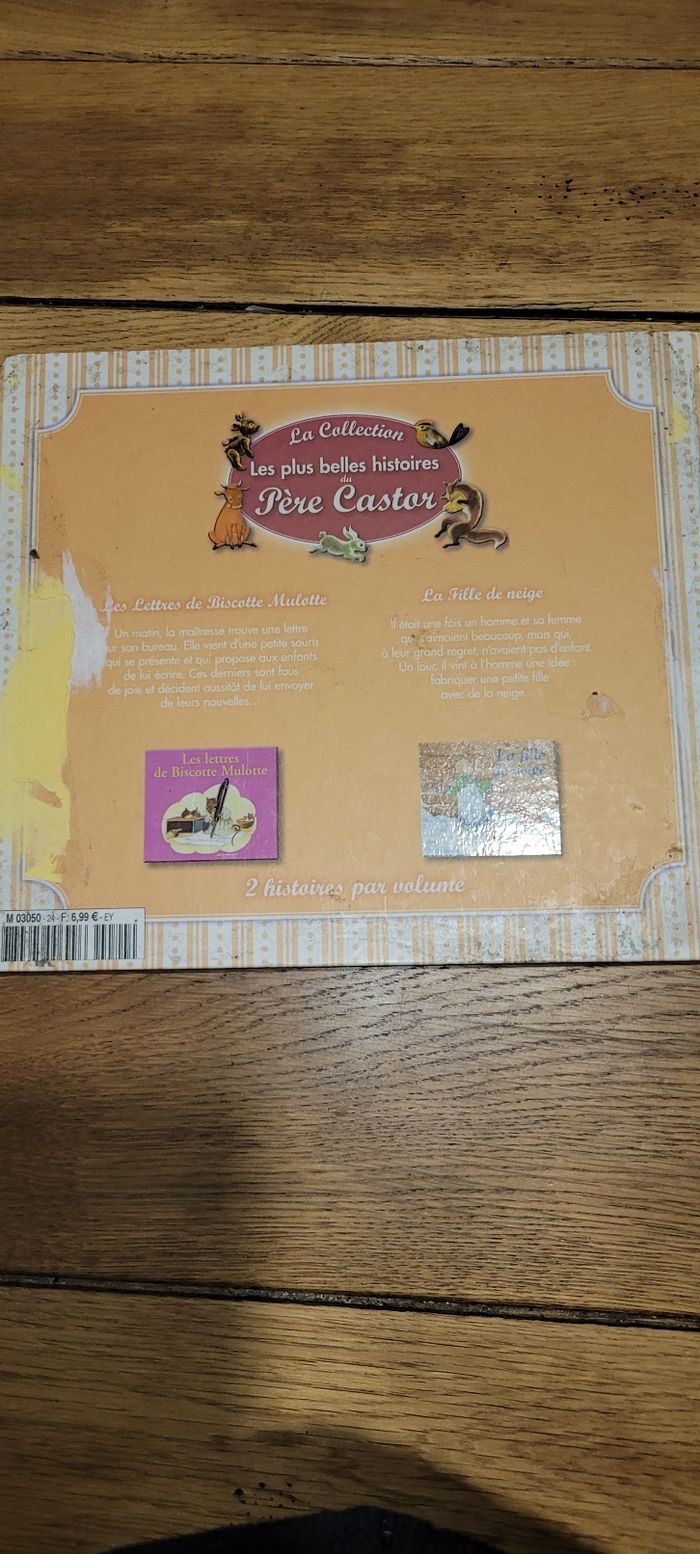 La Collection
Les plus belles histoires
du
Père Castor
Les Lettres de Biscotte Mulotte
Un matin, la maîtresse trouve une lettre
sur son bureau. Elle vient d'une petite souris
qui se présente et qui propose aux enfants
de lui écrire. Ces derniers sont fous
de joie et décident aussitôt de lui envoyer
de leurs nouvelles...
La Fille de neige
Il était une fois un homme et sa femme
qui s'aimaient beaucoup, mais qui,
à leur grand regret, n'avaient pas d'enfant.
Un jour, il vint à l'homme une idée :
fabriquer une petite fille
avec de la neige...
Les lettres
de Biscotte Mulotte
La fille
de neige
2 histoires par volume
M 03050 - 24 - F: 6,99 € - EY